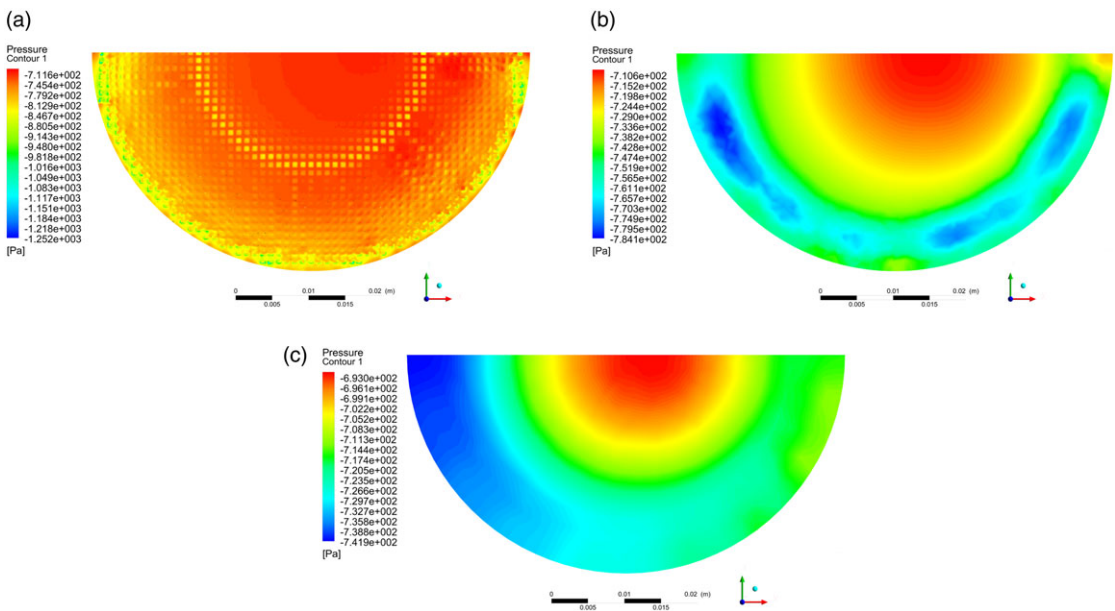 (a)
Pressure
Contour 1
-7.116e+002
-7.454e+002
-7.792e+002
-8.129e+002
-8.467e+002
-8.805e+002
-9.143e+002
-9.480e+002
-9.818e+002
-1.016e+003
-1.049e+003
-1.083e+003
-1.117e+003
-1.151e+003
-1.184e+003
-1.218e+003
-1.252e+003
[Pa]
0 0.01 0.02 (m)
0.005 0.015
(b)
Pressure
Contour 1
-7.106e+002
-7.152e+002
-7.198e+002
-7.244e+002
-7.290e+002
-7.336e+002
-7.382e+002
-7.428e+002
-7.474e+002
-7.519e+002
-7.565e+002
-7.611e+002
-7.657e+002
-7.703e+002
-7.749e+002
-7.795e+002
-7.841e+002
[Pa]
0 0.01 0.02 (m)
0.005 0.015
(c)
Pressure
Contour 1
-6.930e+002
-6.961e+002
-6.991e+002
-7.022e+002
-7.052e+002
-7.083e+002
-7.113e+002
-7.144e+002
-7.174e+002
-7.205e+002
-7.235e+002
-7.266e+002
-7.297e+002
-7.327e+002
-7.358e+002
-7.388e+002
-7.419e+002
[Pa]
0 0.01 0.02 (m)
0.005 0.015